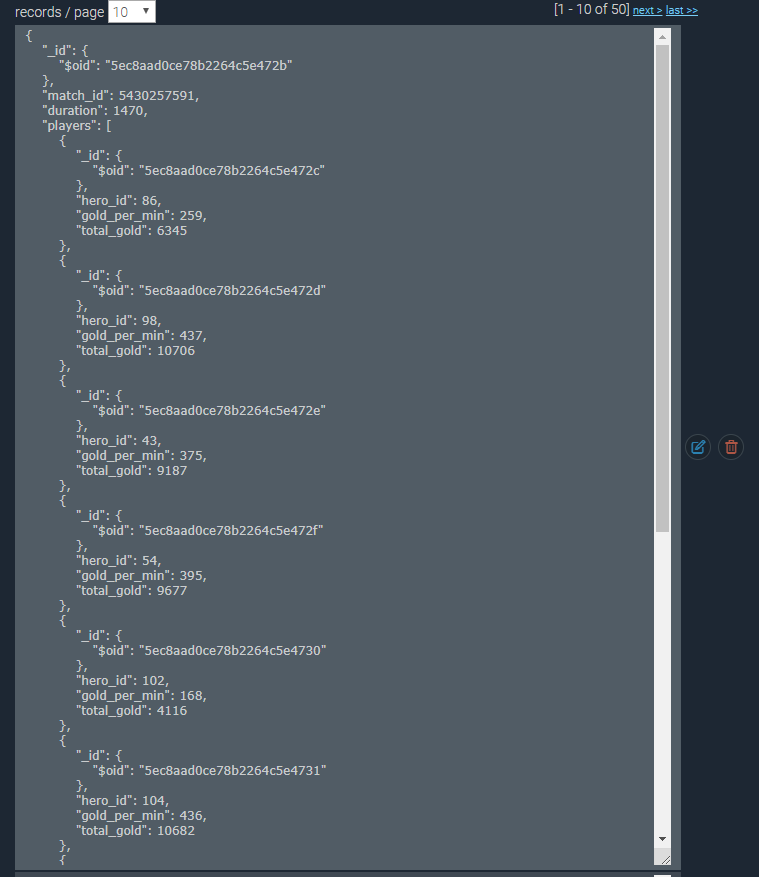 records / page 10
[1 - 10 of 50] next > last >>
{
"_id": {
"$oid": "5ec8aad0ce78b2264c5e472b"
},
"match_id": 5430257591,
"duration": 1470,
"players": [
{
"_id": {
"$oid": "5ec8aad0ce78b2264c5e472c"
},
"hero_id": 86,
"gold_per_min": 259,
"total_gold": 6345
},
{
"_id": {
"$oid": "5ec8aad0ce78b2264c5e472d"
},
"hero_id": 98,
"gold_per_min": 437,
"total_gold": 10706
},
{
"_id": {
"$oid": "5ec8aad0ce78b2264c5e472e"
},
"hero_id": 43,
"gold_per_min": 375,
"total_gold": 9187
},
{
"_id": {
"$oid": "5ec8aad0ce78b2264c5e472f"
},
"hero_id": 54,
"gold_per_min": 395,
"total_gold": 9677
},
{
"_id": {
"$oid": "5ec8aad0ce78b2264c5e4730"
},
"hero_id": 102,
"gold_per_min": 168,
"total_gold": 4116
},
{
"_id": {
"$oid": "5ec8aad0ce78b2264c5e4731"
},
"hero_id": 104,
"gold_per_min": 436,
"total_gold": 10682
},
{